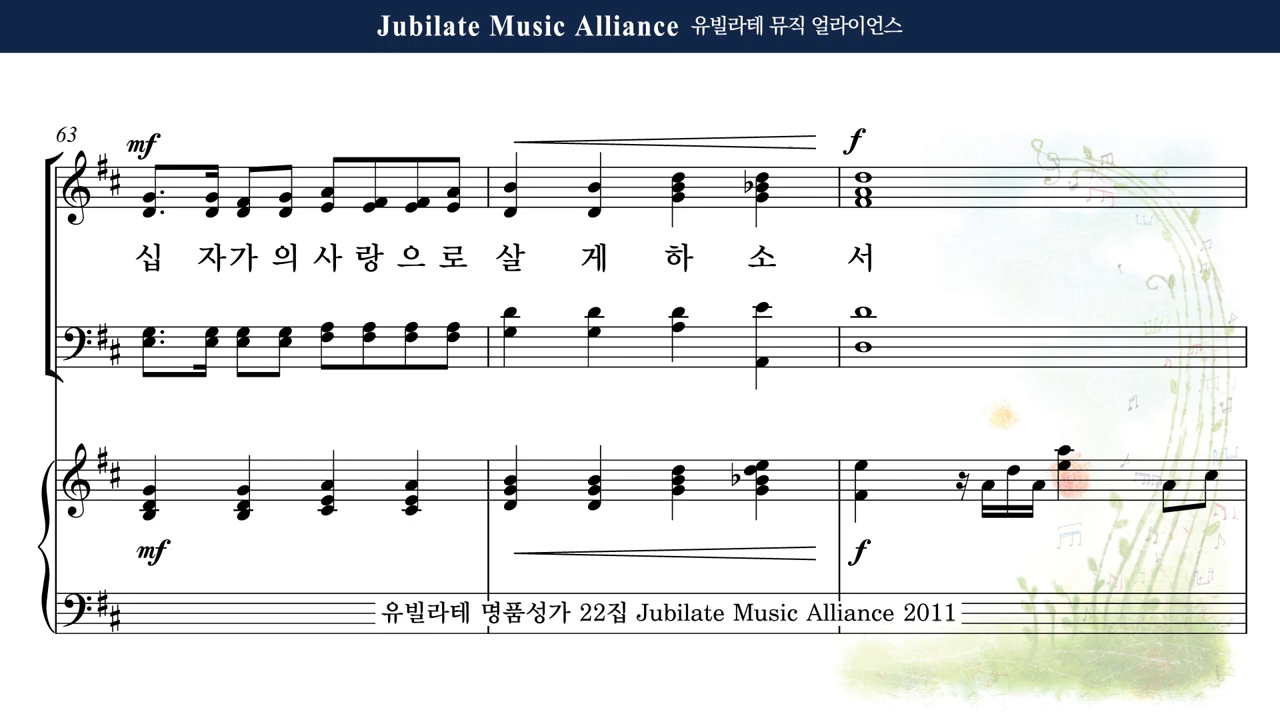 Jubilate Music Alliance 유빌라테 뮤직 얼라이언스
63
mf f
십 자가 의 사 랑 으 로 살 게 하 소 서
mf f
유빌라테 명품성가 22집 Jubilate Music Alliance 2011